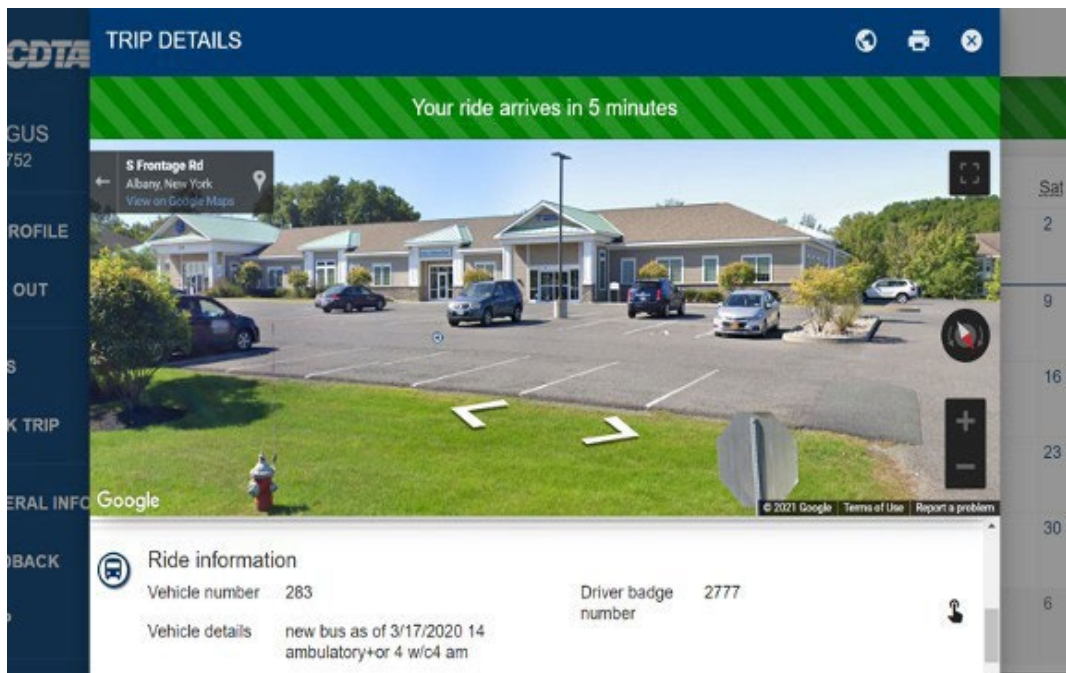 CDTA
TRIP DETAILS
Your ride arrives in 5 minutes
GUS
752
S Frontage Rd
Albany, New York
View on Google Maps
ROFILE
OUT
S
K TRIP
ERAL INFO
DBACK
Sat
2
9
16
23
30
6
Google
© 2021 Google Terms of Use Report a problem
Ride information
Vehicle number 283
Driver badge number 2777
Vehicle details new bus as of 3/17/2020 14
ambulatory+or 4 w/c4 am